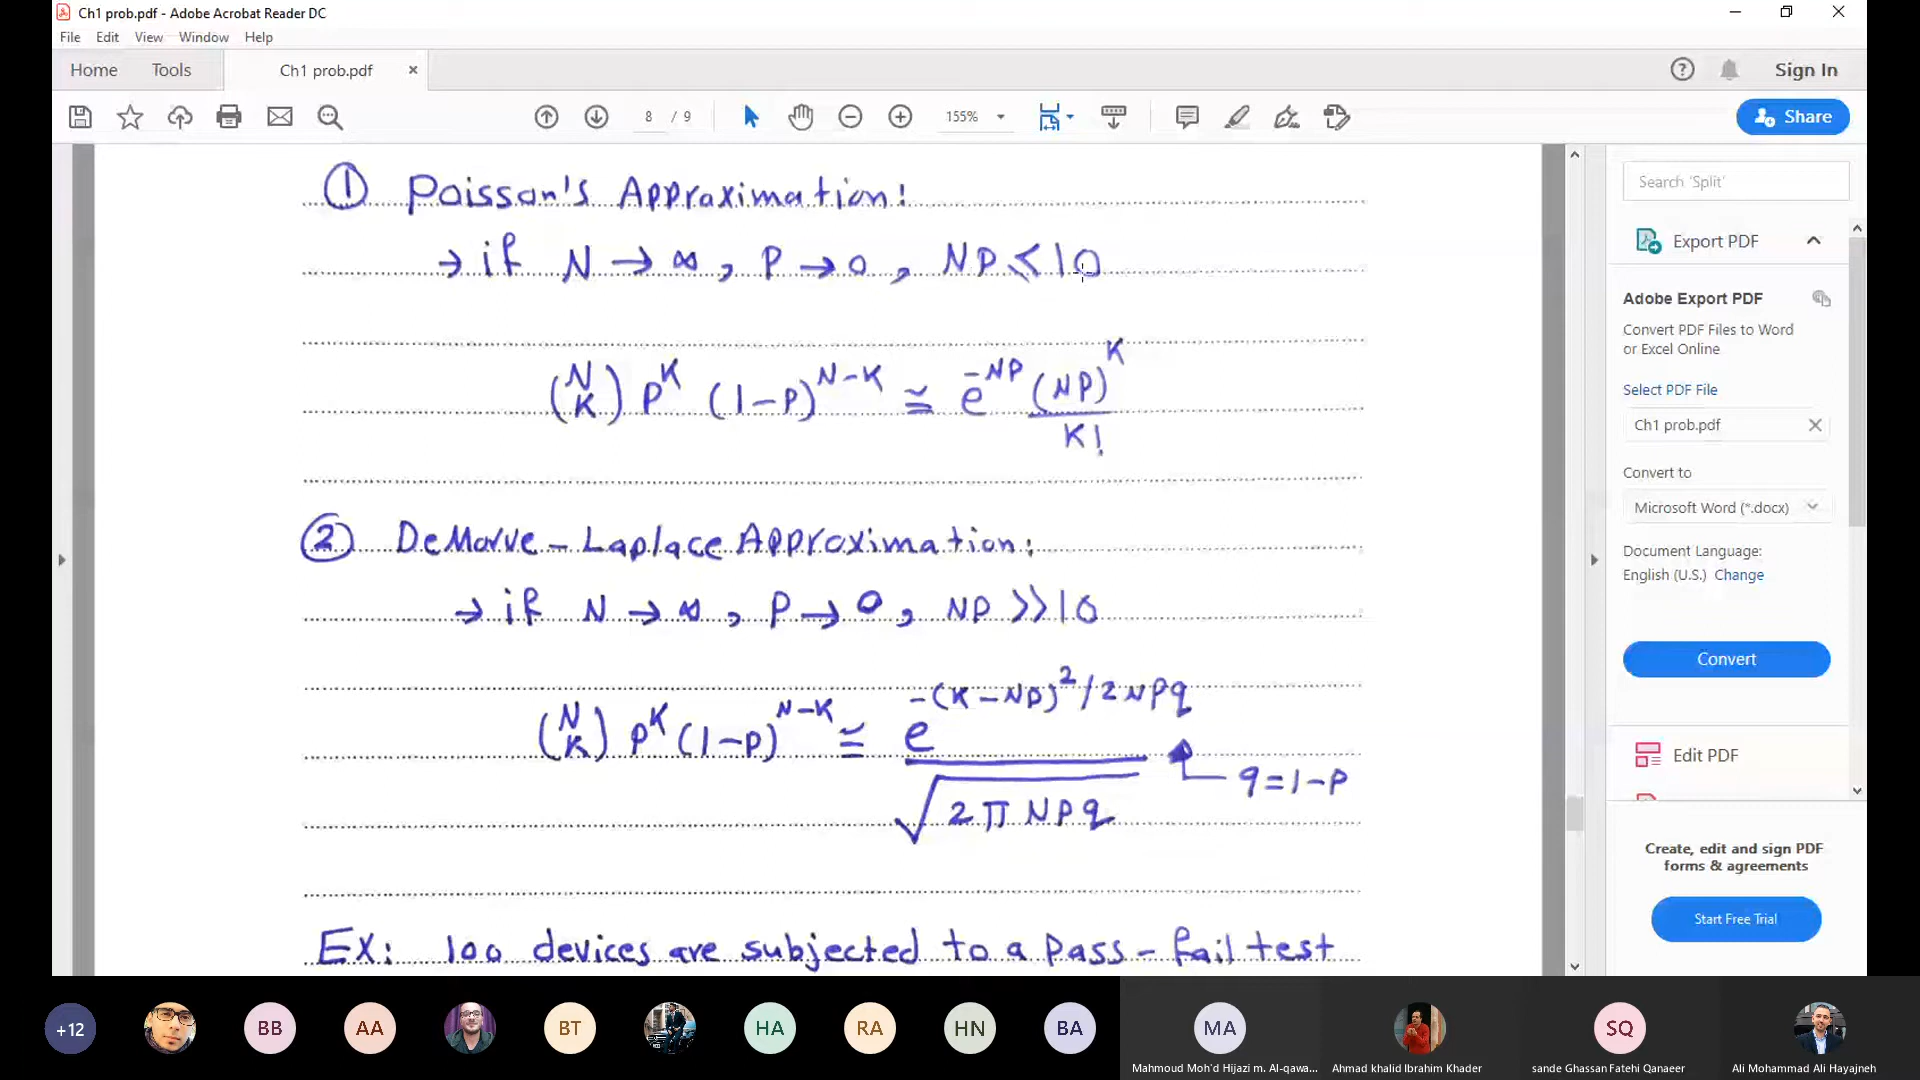 Ch1 prob.pdf - Adobe Acrobat Reader DC
File Edit View Window Help
Home Tools Ch1 prob.pdf × Sign In
8 / 9 155% Share
① Poisson's Approximation:
→ if N → ∞, P → 0, NP ≤ 10
(N K) P^K (1-P)^{N-K} ≅ e^{-NP} (NP)^K / K!
② DeMorve - Laplace Approximation:
→ if N → ∞, P → 0, NP >> 10
(N K) P^K (1-P)^{N-K} ≅ e^{-(K-NP)^2/2NPq} / √(2π NPq)
q=1-P
EX: 100 devices are subjected to a pass-fail test
Search 'Split'
Export PDF
Adobe Export PDF
Convert PDF Files to Word
or Excel Online
Select PDF File
Ch1 prob.pdf
Convert to
Microsoft Word (*.docx)
Document Language:
English (U.S.) Change
Convert
Edit PDF
Create, edit and sign PDF
forms & agreements
Start Free Trial
+12 BB AA BT HA RA HN BA MA SQ
Mahmoud Moh'd Hijazi m. Al-qawa... Ahmad khalid Ibrahim Khader sande Ghassan Fatehi Qanaeer Ali Mohammad Ali Hayajneh